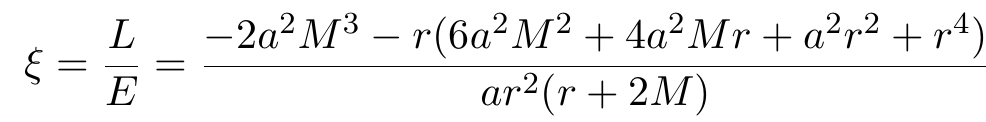 ξ = L/E = (-2a²M³ - r(6a²M² + 4a²Mr + a²r² + r⁴)) / (ar²(r + 2M))